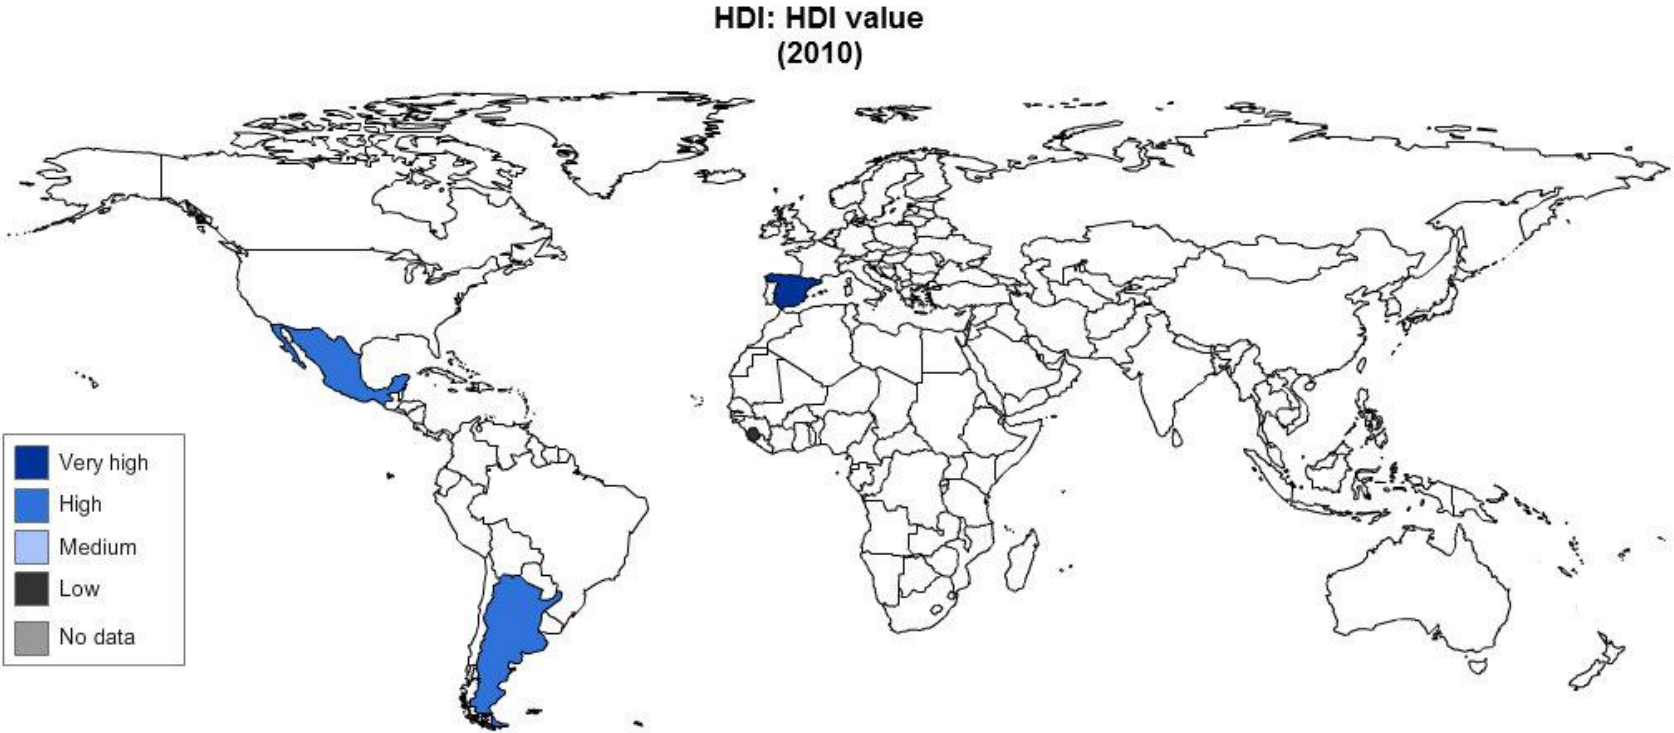 HDI: HDI value
(2010)
Very high
High
Medium
Low
No data